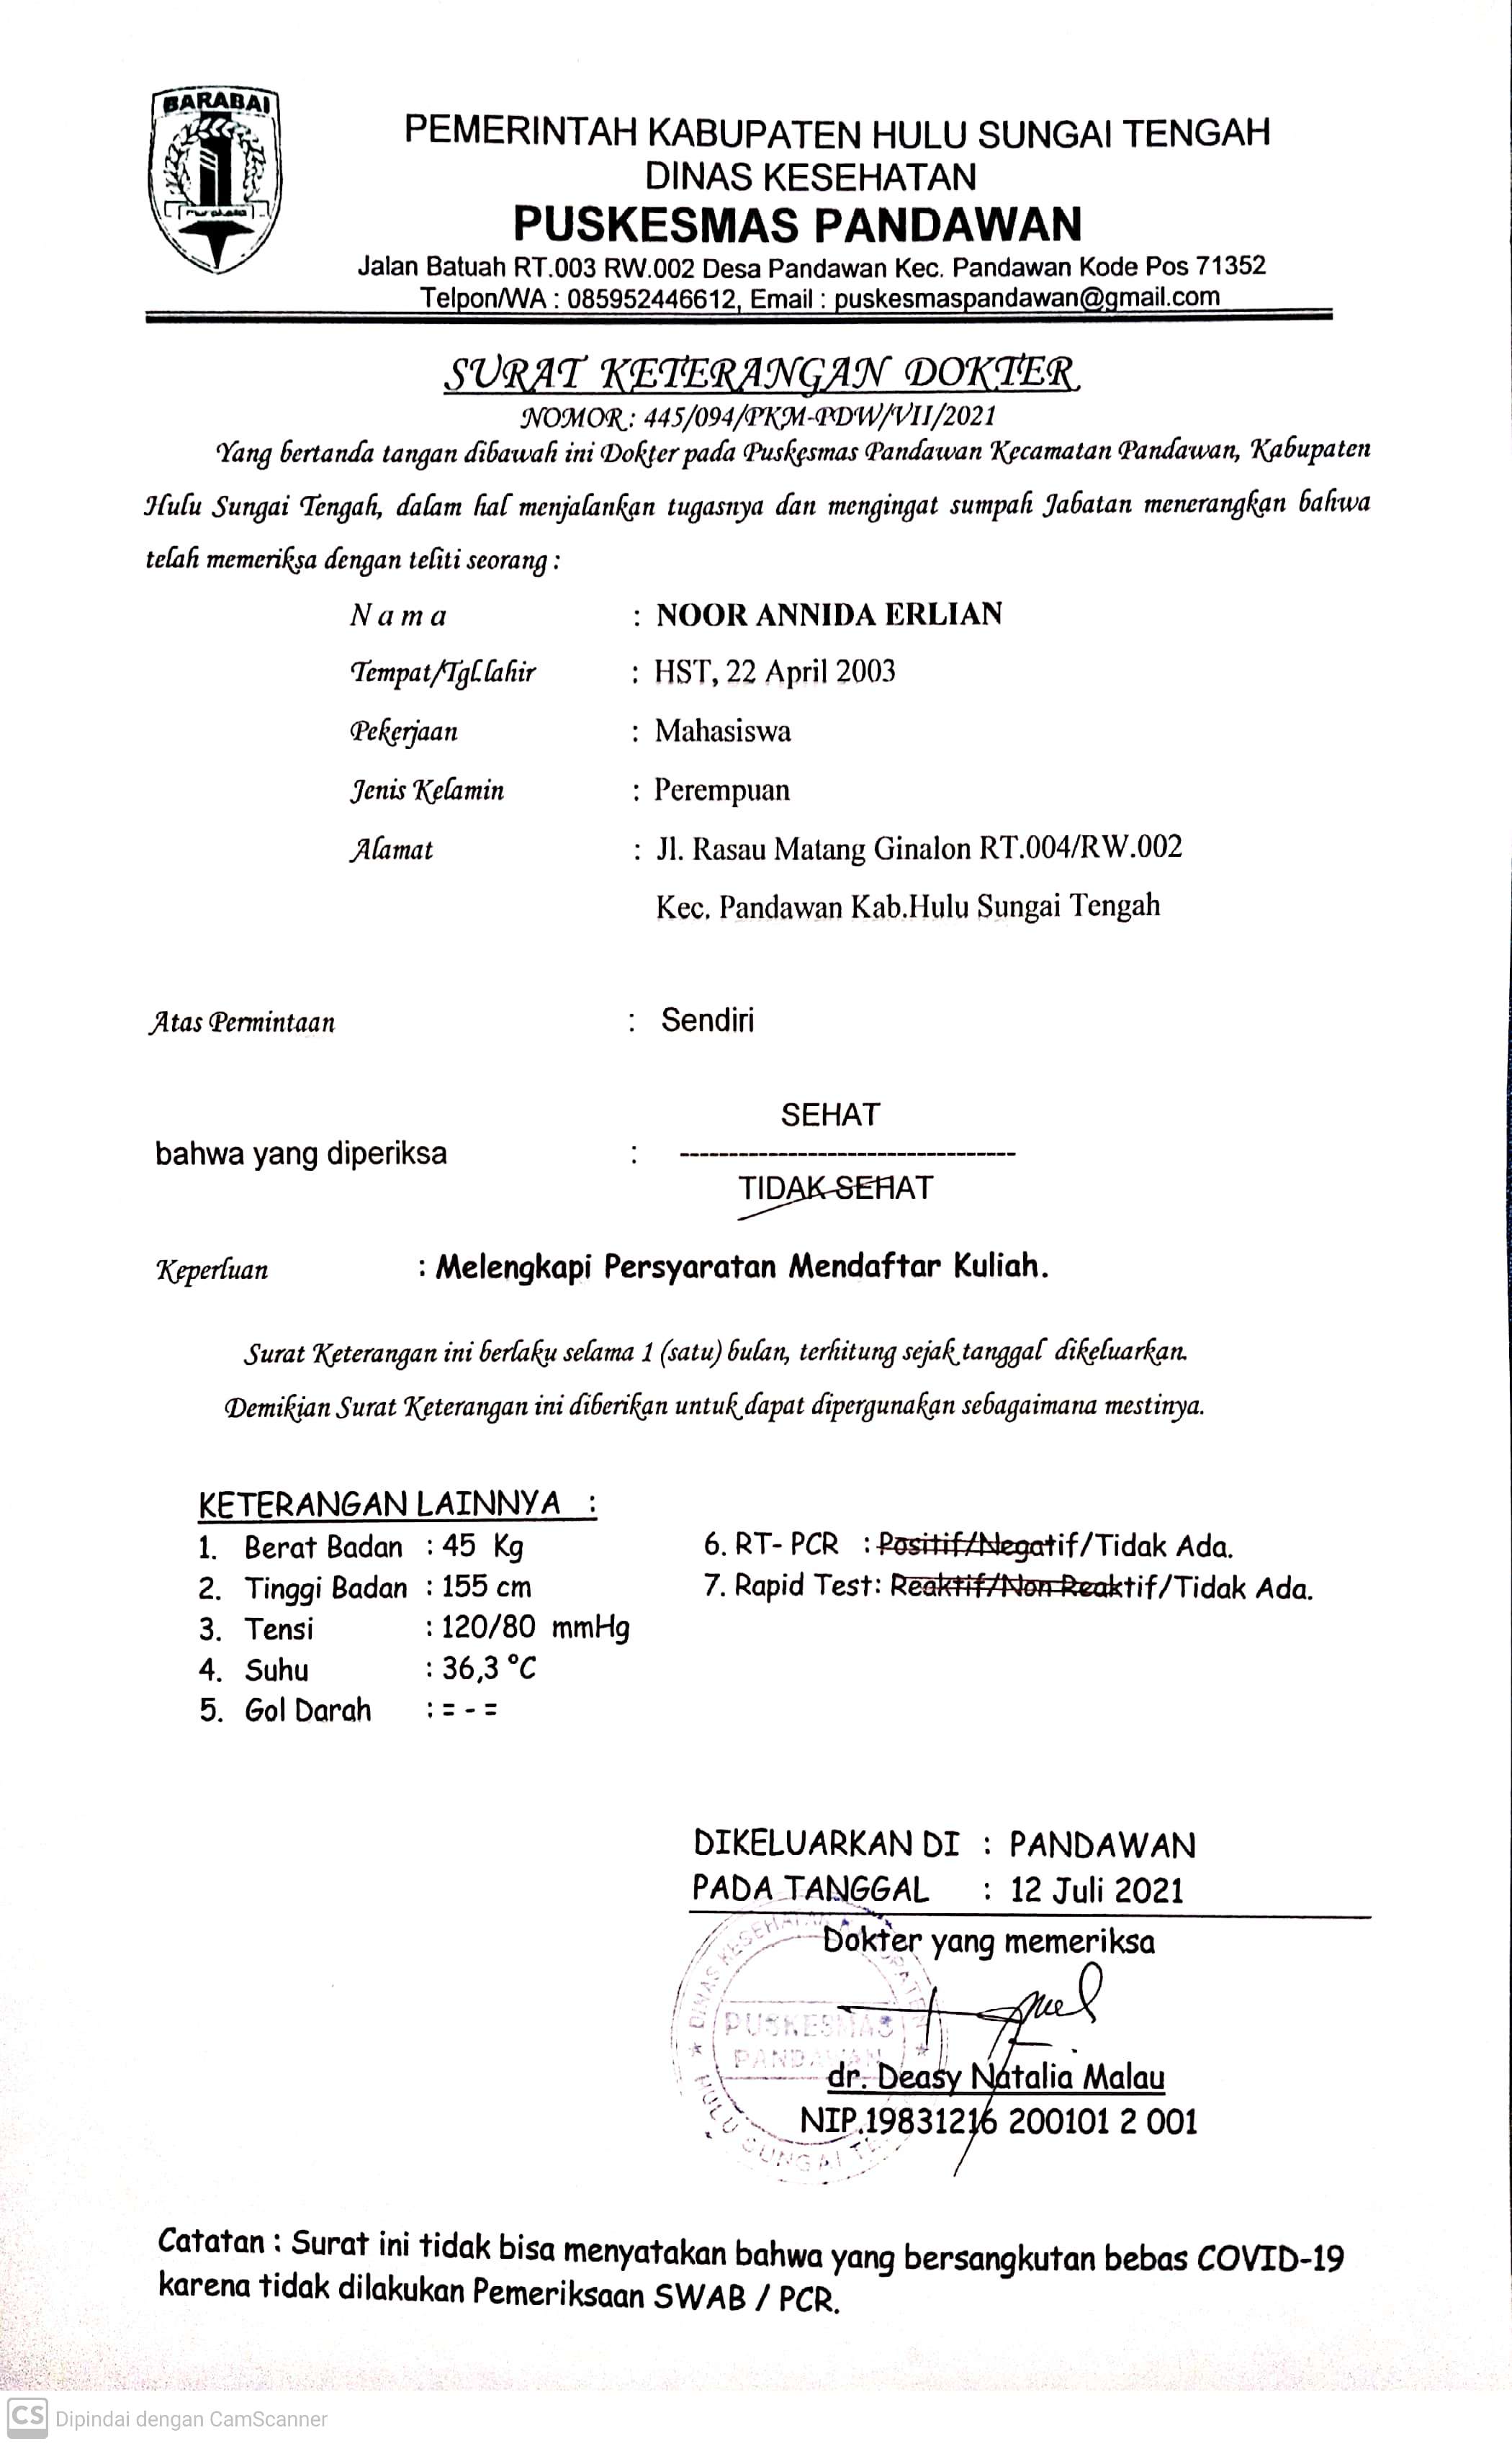 BARABAI
PEMERINTAH KABUPATEN HULU SUNGAI TENGAH
DINAS KESEHATAN
PUSKESMAS PANDAWAN
Jalan Batuah RT.003 RW.002 Desa Pandawan Kec. Pandawan Kode Pos 71352
Telpon/WA : 085952446612, Email : puskesmaspandawan@gmail.com
SURAT KETERANGAN DOKTER
NOMOR : 445/094/PKM-PDW/VII/2021
Yang bertanda tangan dibawah ini Dokter pada Puskesmas Pandawan Kecamatan Pandawan, Kabupaten
Hulu Sungai Tengah, dalam hal menjalankan tugasnya dan mengingat sumpah Jabatan menerangkan bahwa
telah memeriksa dengan teliti seorang :
N a m a : NOOR ANNIDA ERLIAN
Tempat/Tgl.lahir : HST, 22 April 2003
Pekerjaan : Mahasiswa
Jenis Kelamin : Perempuan
Alamat : Jl. Rasau Matang Ginalon RT.004/RW.002
Kec. Pandawan Kab.Hulu Sungai Tengah
Atas Permintaan : Sendiri
SEHAT
bahwa yang diperiksa : ----------------------------------
TIDAK SEHAT
Keperluan : Melengkapi Persyaratan Mendaftar Kuliah.
Surat Keterangan ini berlaku selama 1 (satu) bulan, terhitung sejak tanggal dikeluarkan.
Demikian Surat Keterangan ini diberikan untuk dapat dipergunakan sebagaimana mestinya.
KETERANGAN LAINNYA :
1. Berat Badan : 45 Kg
2. Tinggi Badan : 155 cm
3. Tensi : 120/80 mmHg
4. Suhu : 36,3 °C
5. Gol Darah : = - =
6. RT- PCR : Positif/Negatif/Tidak Ada.
7. Rapid Test: Reaktif/Non Reaktif/Tidak Ada.
DIKELUARKAN DI : PANDAWAN
PADA TANGGAL : 12 Juli 2021
Dokter yang memeriksa
PUSKESMAS
PANDAWAN
dr. Deasy Natalia Malau
NIP.19831216 200101 2 001
Catatan : Surat ini tidak bisa menyatakan bahwa yang bersangkutan bebas COVID-19
karena tidak dilakukan Pemeriksaan SWAB / PCR.
CS Dipindai dengan CamScanner